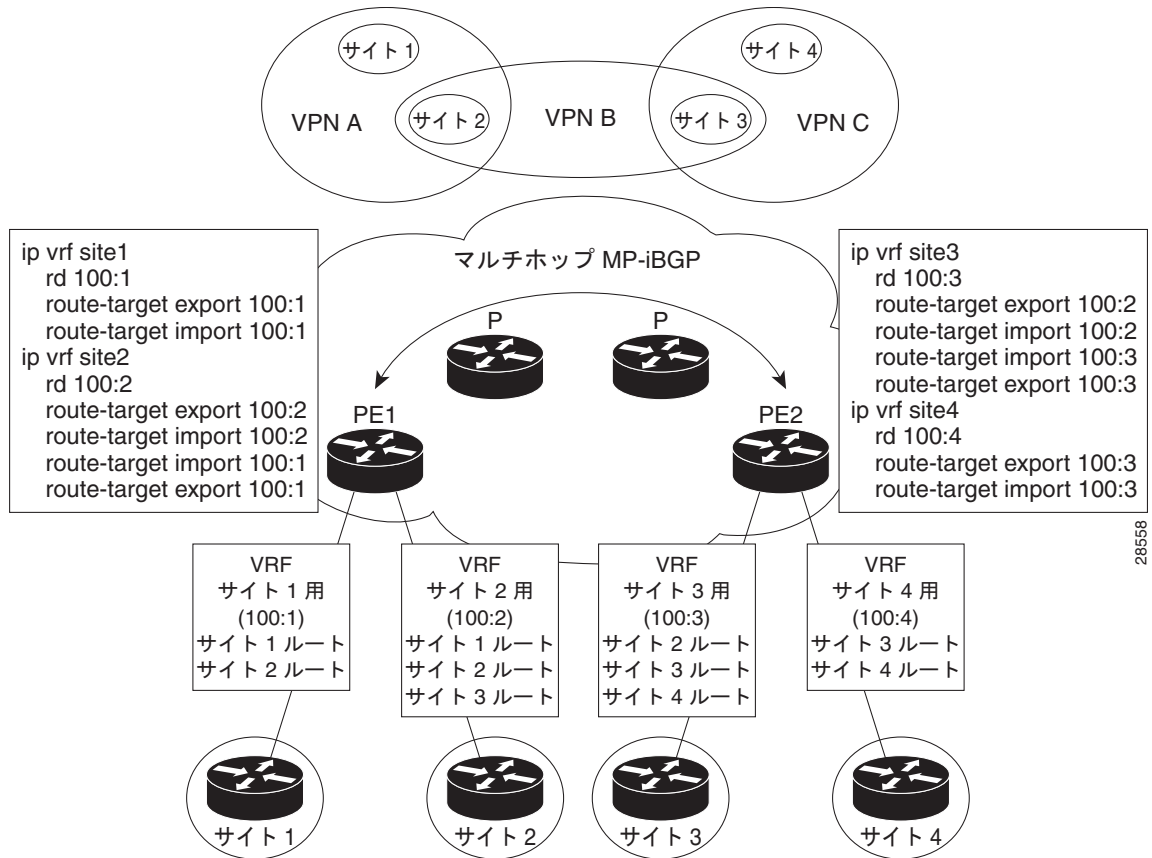 サイト 1
サイト 4
VPN A
サイト 2
VPN B
サイト 3
VPN C
ip vrf site1
rd 100:1
route-target export 100:1
route-target import 100:1
ip vrf site2
rd 100:2
route-target export 100:2
route-target import 100:2
route-target import 100:1
route-target export 100:1
マルチホップ MP-iBGP
P
P
PE1
PE2
ip vrf site3
rd 100:3
route-target export 100:2
route-target import 100:2
route-target import 100:3
route-target export 100:3
ip vrf site4
rd 100:4
route-target export 100:3
route-target import 100:3
28558
VRF
サイト 1 用
(100:1)
サイト 1 ルート
サイト 2 ルート
VRF
サイト 2 用
(100:2)
サイト 1 ルート
サイト 2 ルート
サイト 3 ルート
VRF
サイト 3 用
(100:3)
サイト 2 ルート
サイト 3 ルート
サイト 4 ルート
VRF
サイト 4 用
(100:4)
サイト 3 ルート
サイト 4 ルート
サイト 1
サイト 2
サイト 3
サイト 4